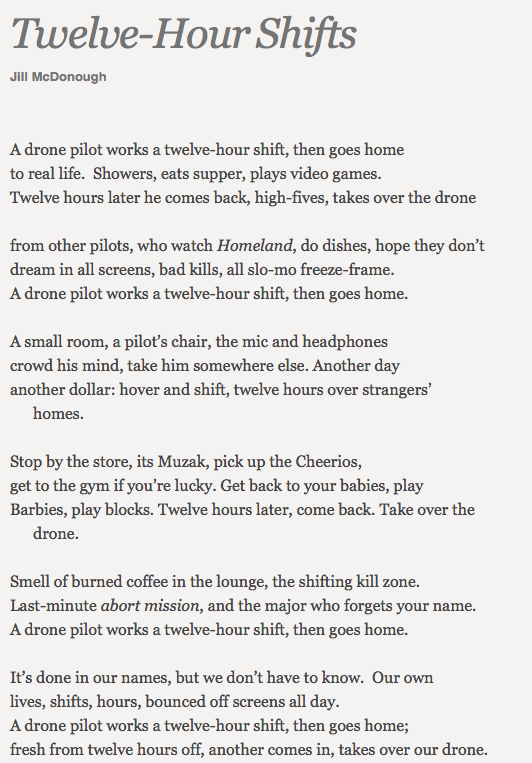 Twelve-Hour Shifts
Jill McDonough
A drone pilot works a twelve-hour shift, then goes home
to real life.  Showers, eats supper, plays video games.
Twelve hours later he comes back, high-fives, takes over the drone
from other pilots, who watch Homeland, do dishes, hope they don’t
dream in all screens, bad kills, all slo-mo freeze-frame.
A drone pilot works a twelve-hour shift, then goes home.
A small room, a pilot’s chair, the mic and headphones
crowd his mind, take him somewhere else. Another day
another dollar: hover and shift, twelve hours over strangers’
homes.
Stop by the store, its Muzak, pick up the Cheerios,
get to the gym if you’re lucky. Get back to your babies, play
Barbies, play blocks. Twelve hours later, come back. Take over the
drone.
Smell of burned coffee in the lounge, the shifting kill zone.
Last-minute abort mission, and the major who forgets your name.
A drone pilot works a twelve-hour shift, then goes home.
It’s done in our names, but we don’t have to know.  Our own
lives, shifts, hours, bounced off screens all day.
A drone pilot works a twelve-hour shift, then goes home;
fresh from twelve hours off, another comes in, takes over our drone.